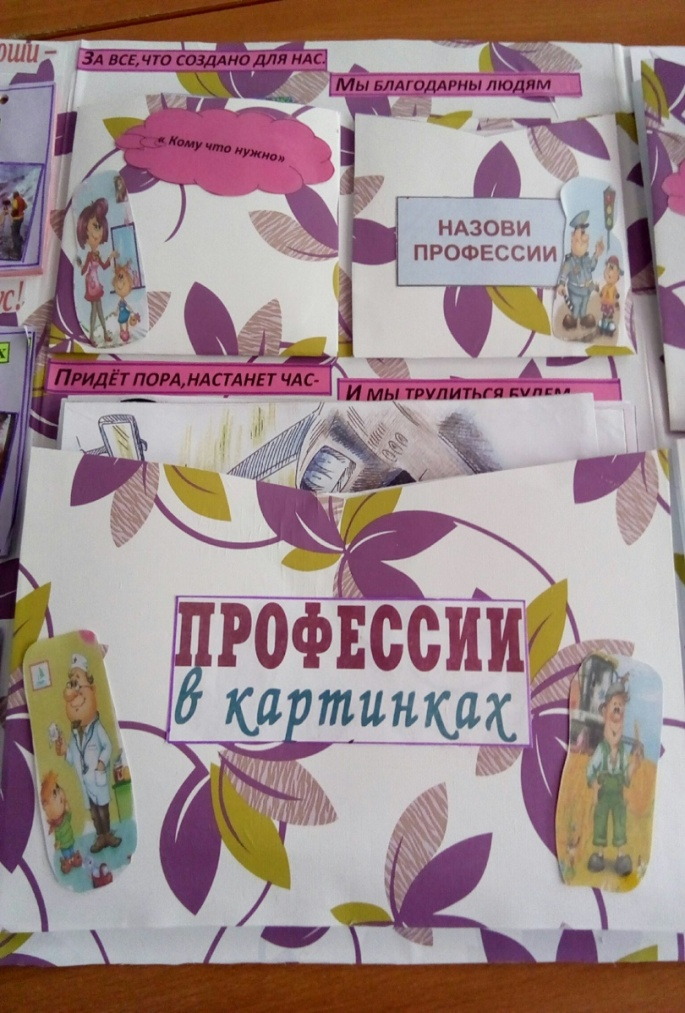 За все,что создано для нас.
Мы благодарны людям
« Кому что нужно»
НАЗОВИ
ПРОФЕССИИ
Придёт пора,настанет час-
И мы трудиться будем
ПРОФЕССИИ
в картинках